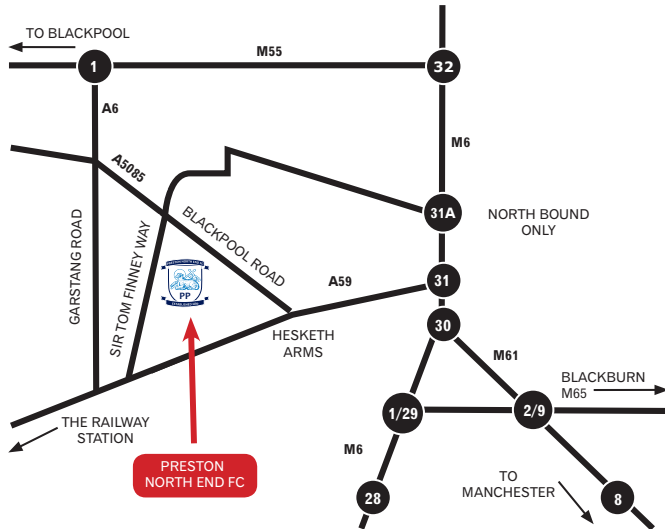 TO BLACKPOOL
M55
1
32
A6
M6
A5085
31A
NORTH BOUND
ONLY
GARSTANG ROAD
SIR TOM FINNEY WAY
BLACKPOOL ROAD
PP
A59
31
HESKETH
ARMS
30
M61
BLACKBURN
M65
1/29
2/9
THE RAILWAY
STATION
M6
PRESTON
NORTH END FC
TO
MANCHESTER
28
8